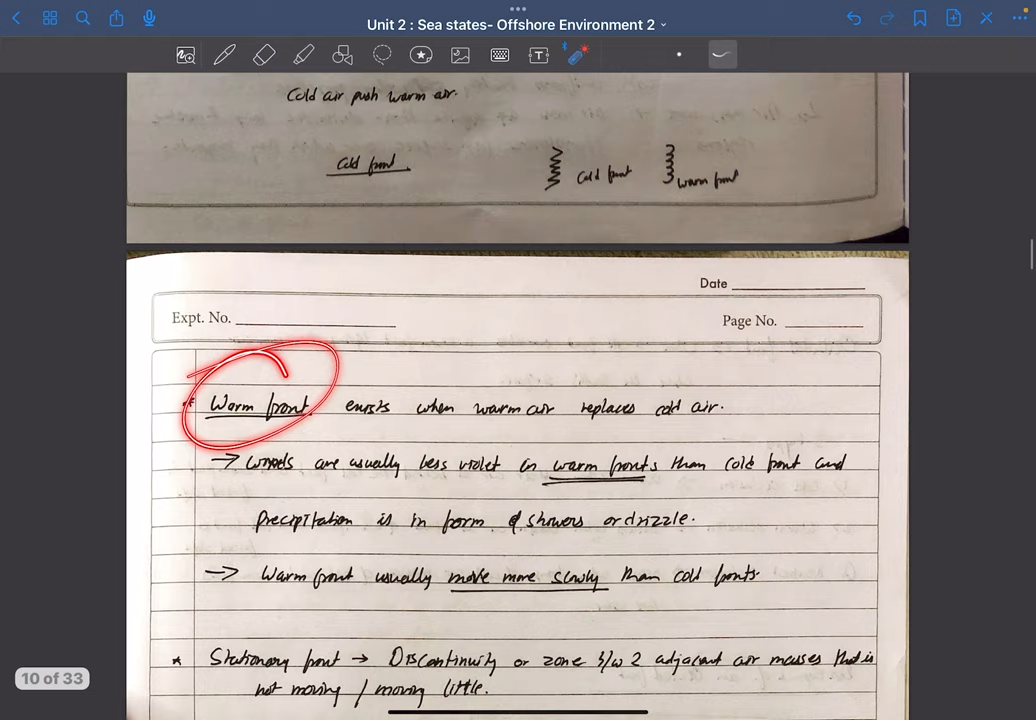 Unit 2 : Sea states- Offshore Environment 2
Cold air push warm air.
Cold front
Cold front
warm front
Date
Expt. No.
Page No.
* Warm front exists when warm air replaces cold air.
→ Winds are usually less violet in warm fronts than cold front and
precipitation is in form of showers or drizzle.
→ Warm front usually move more slowly than cold fronts.
* Stationary front → Discontinuity or zone b/w 2 adjacent air masses that is
not moving / moving little.
10 of 33